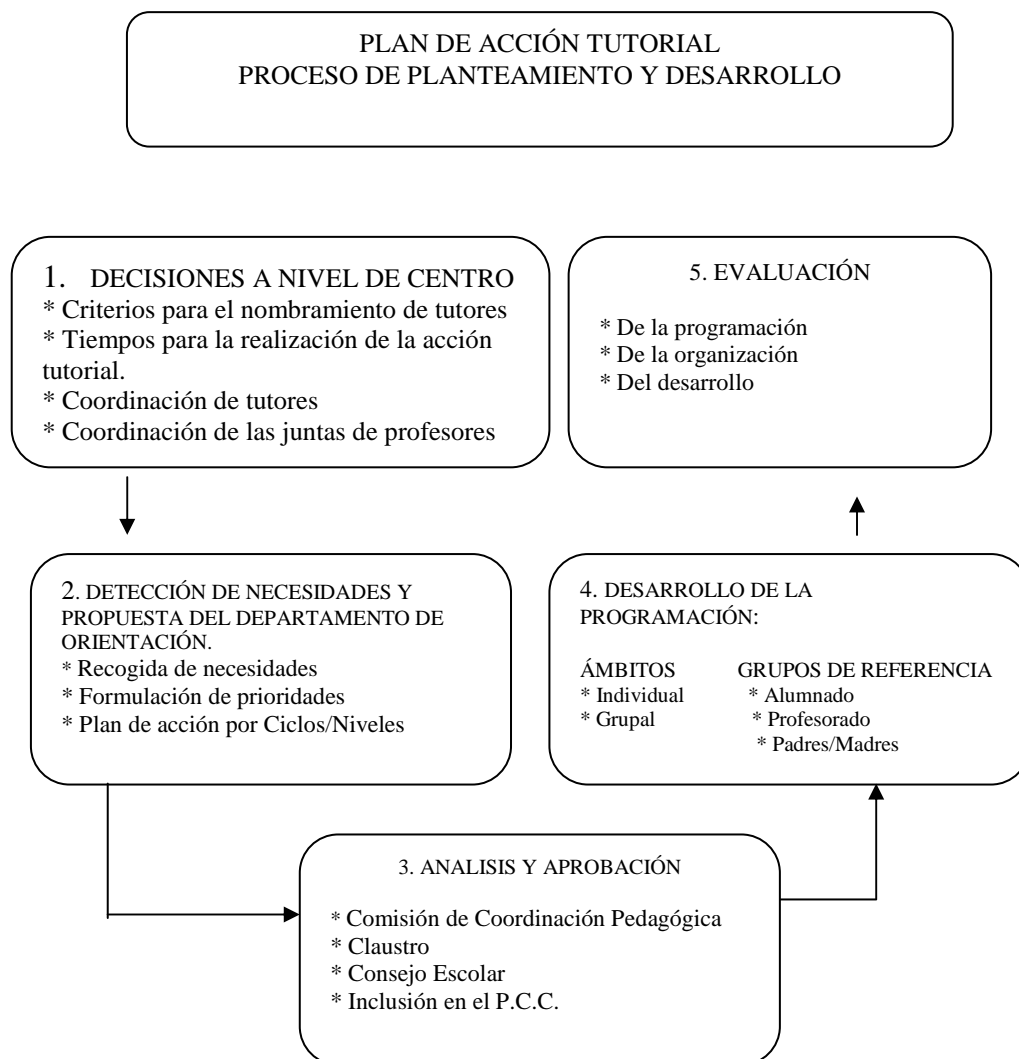 PLAN DE ACCIÓN TUTORIAL
PROCESO DE PLANTEAMIENTO Y DESARROLLO
1. DECISIONES A NIVEL DE CENTRO
* Criterios para el nombramiento de tutores
* Tiempos para la realización de la acción
tutorial.
* Coordinación de tutores
* Coordinación de las juntas de profesores
2. DETECCIÓN DE NECESIDADES Y
PROPUESTA DEL DEPARTAMENTO DE
ORIENTACIÓN.
* Recogida de necesidades
* Formulación de prioridades
* Plan de acción por Ciclos/Niveles
3. ANALISIS Y APROBACIÓN
* Comisión de Coordinación Pedagógica
* Claustro
* Consejo Escolar
* Inclusión en el P.C.C.
4. DESARROLLO DE LA
PROGRAMACIÓN:
ÁMBITOS GRUPOS DE REFERENCIA
* Individual * Alumnado
* Grupal * Profesorado
* Padres/Madres
5. EVALUACIÓN
* De la programación
* De la organización
* Del desarrollo